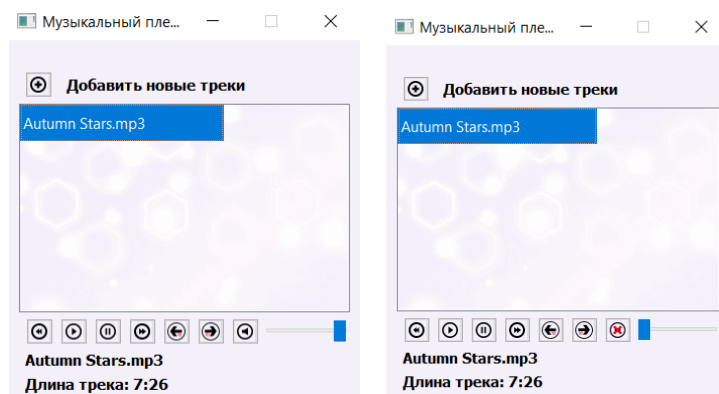 Музыкальный пле...
Добавить новые треки
Autumn Stars.mp3
Autumn Stars.mp3
Длина трека: 7:26
Музыкальный пле...
Добавить новые треки
Autumn Stars.mp3
Autumn Stars.mp3
Длина трека: 7:26